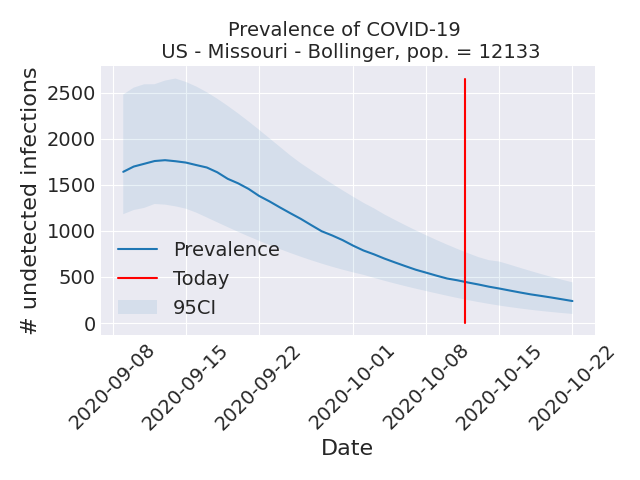 Prevalence of COVID-19
US - Missouri - Bollinger, pop. = 12133
# undetected infections
2500
2000
1500
1000
500
0
Prevalence
Today
95CI
2020-09-08
2020-09-15
2020-09-22
2020-10-01
2020-10-08
2020-10-15
2020-10-22
Date